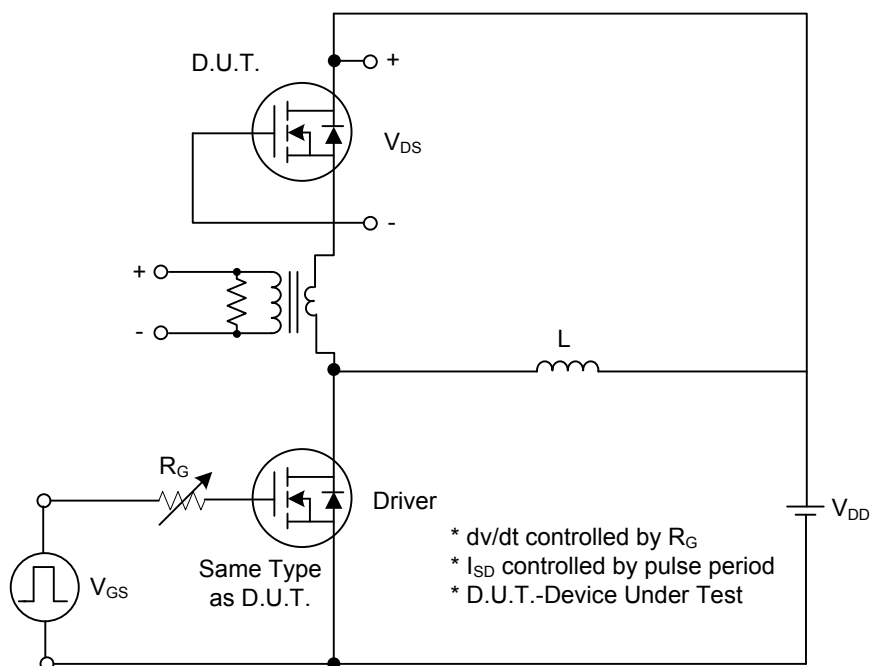 D.U.T.
+
V_DS
-
+
-
L
R_G
Driver
V_DD
V_GS
Same Type
as D.U.T.
* dv/dt controlled by R_G
* I_SD controlled by pulse period
* D.U.T.-Device Under Test